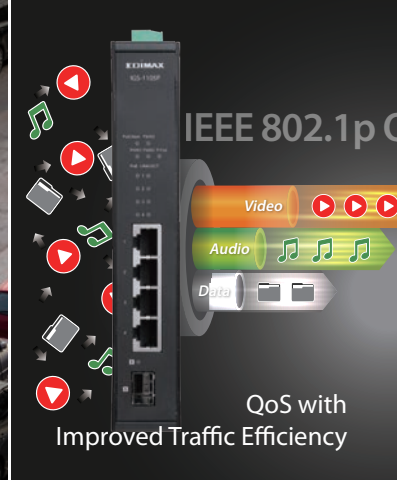 EDIMAX
IGS-1105P
IEEE 802.1p
Video
Audio
Data
QoS with
Improved Traffic Efficiency